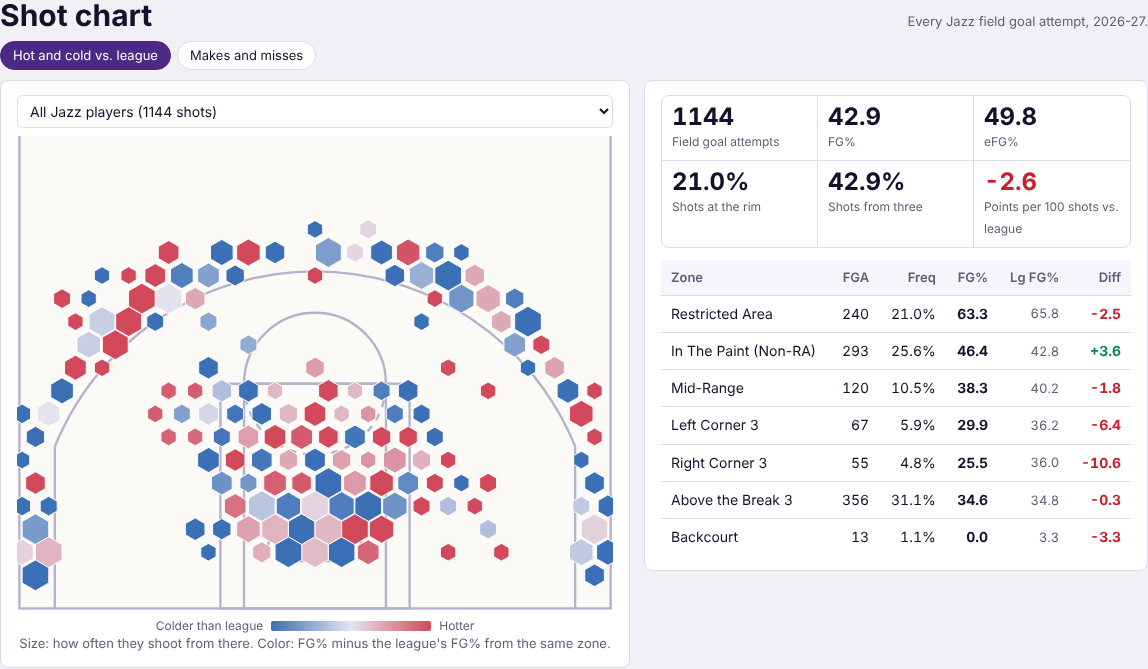 Shot chart
Every Jazz field goal attempt, 2026-27.
Hot and cold vs. league
Makes and misses
All Jazz players (1144 shots)
Colder than league
Hotter
Size: how often they shoot from there. Color: FG% minus the league's FG% from the same zone.
1144
Field goal attempts
42.9
FG%
49.8
eFG%
21.0%
Shots at the rim
42.9%
Shots from three
-2.6
Points per 100 shots vs.
league
Zone FGA Freq FG% Lg FG% Diff
Restricted Area 240 21.0% 63.3 65.8 -2.5
In The Paint (Non-RA) 293 25.6% 46.4 42.8 +3.6
Mid-Range 120 10.5% 38.3 40.2 -1.8
Left Corner 3 67 5.9% 29.9 36.2 -6.4
Right Corner 3 55 4.8% 25.5 36.0 -10.6
Above the Break 3 356 31.1% 34.6 34.8 -0.3
Backcourt 13 1.1% 0.0 3.3 -3.3